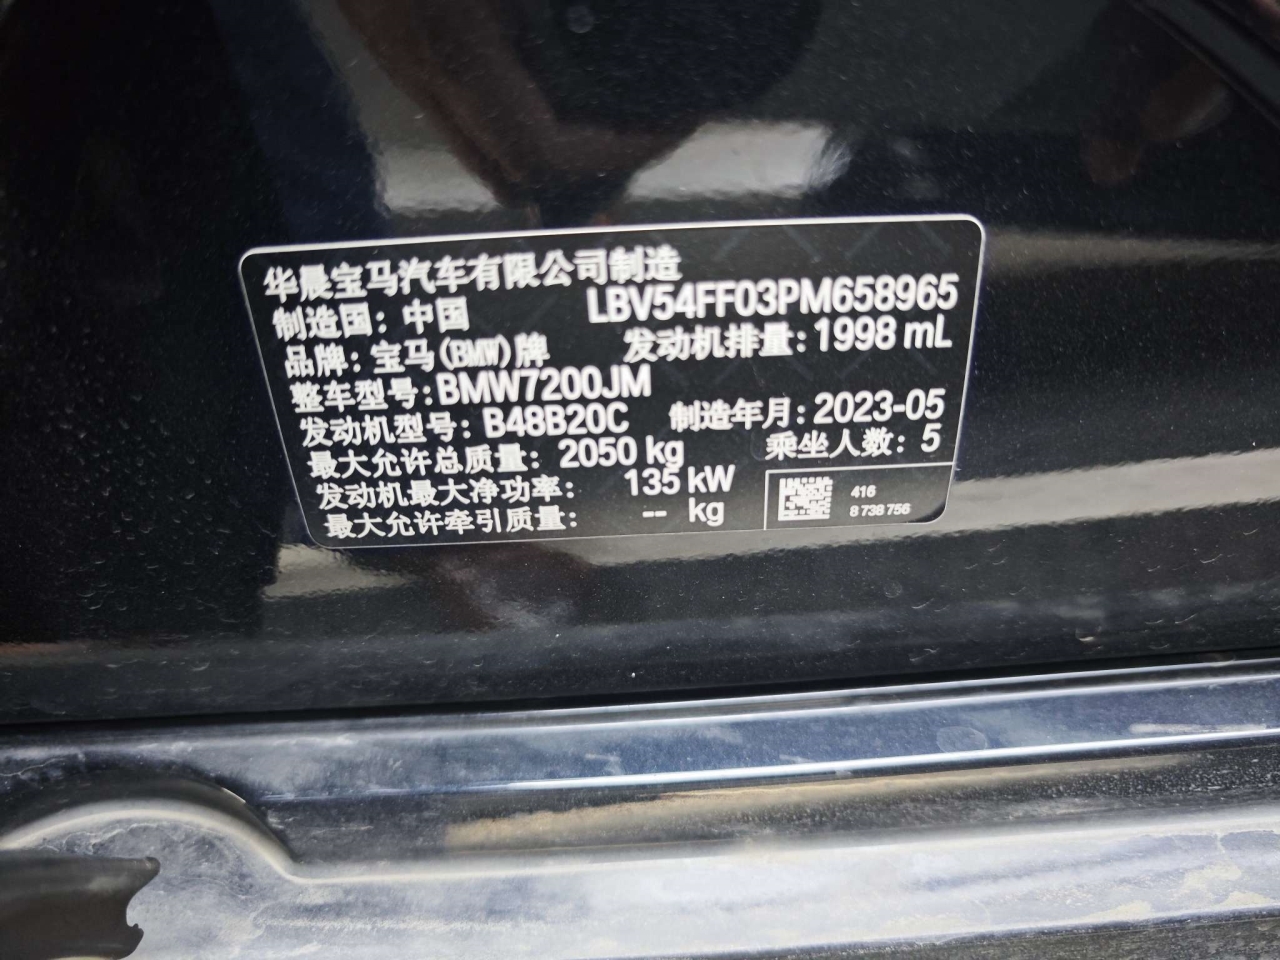 华晨宝马汽车有限公司制造
制造国：中国 LBV54FF03PM658965
品牌：宝马(BMW)牌 发动机排量：1998 mL
整车型号：BMW7200JM
发动机型号：B48B20C 制造年月：2023-05
最大允许总质量：2050 kg 乘坐人数：5
发动机最大净功率：135 kW
最大允许牵引质量：-- kg
416
8 738 756